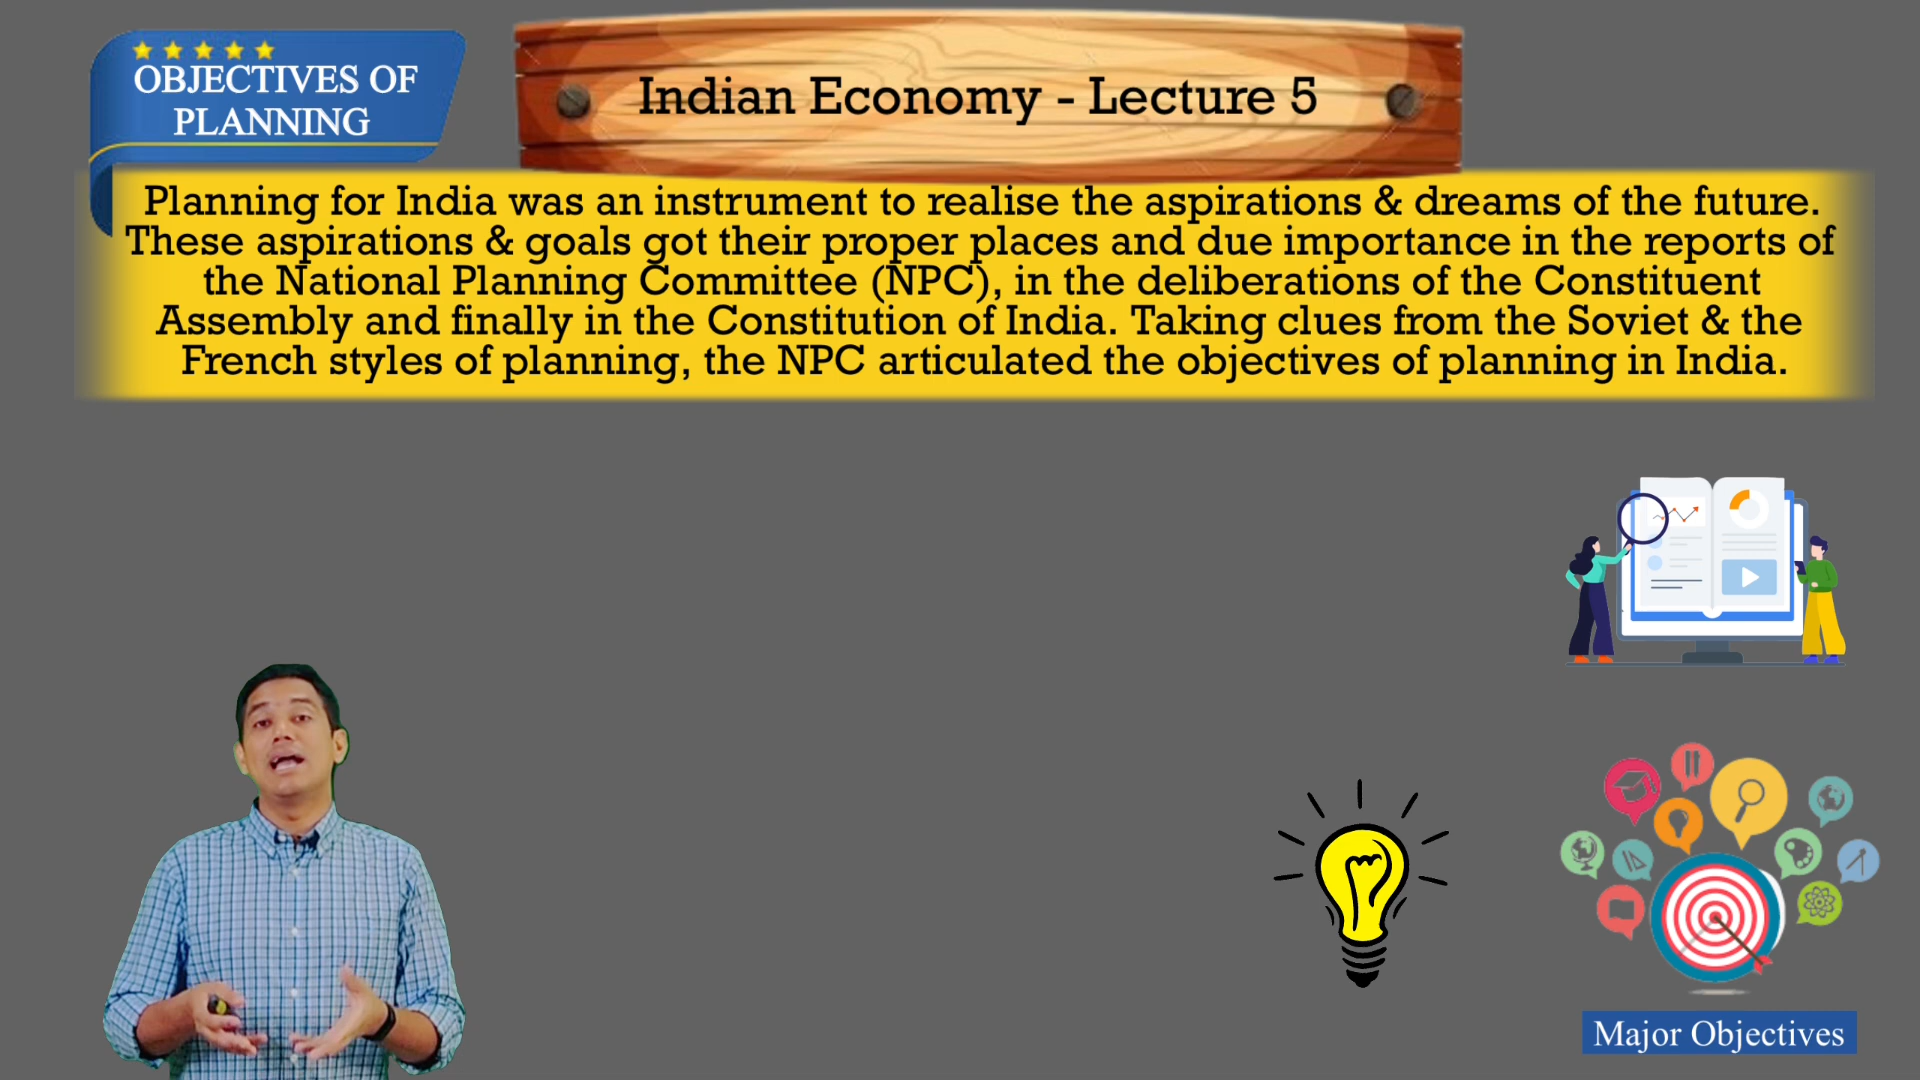 OBJECTIVES OF
PLANNING
Indian Economy - Lecture 5
Planning for India was an instrument to realise the aspirations & dreams of the future.
These aspirations & goals got their proper places and due importance in the reports of
the National Planning Committee (NPC), in the deliberations of the Constituent
Assembly and finally in the Constitution of India. Taking clues from the Soviet & the
French styles of planning, the NPC articulated the objectives of planning in India.
Major Objectives